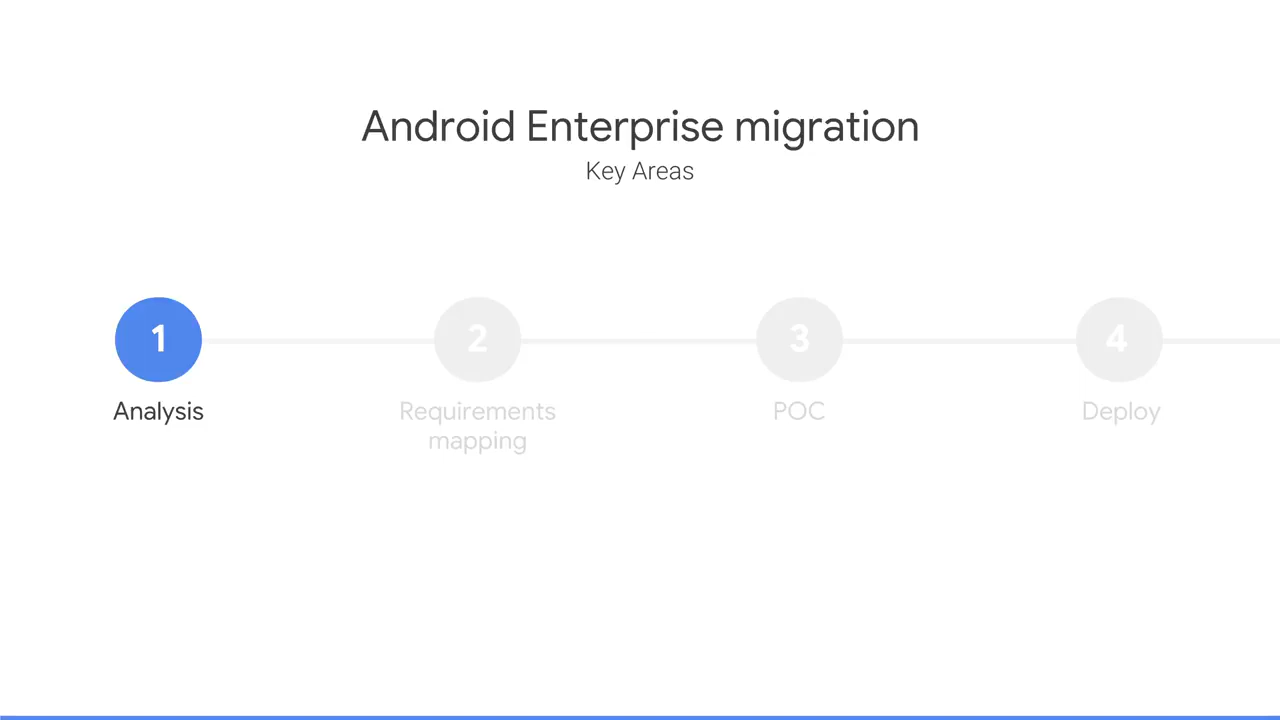 Android Enterprise migration
Key Areas
1
2
3
4
Analysis
Requirements
mapping
POC
Deploy